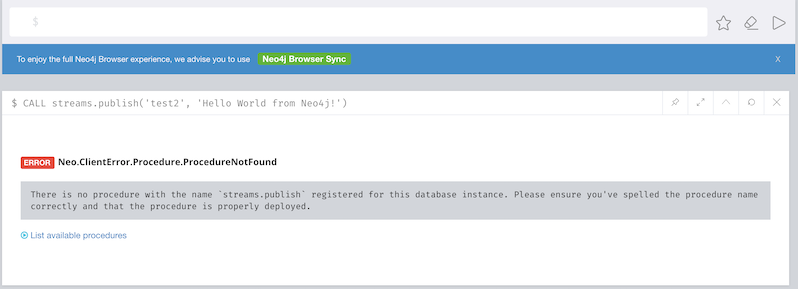 $
To enjoy the full Neo4j Browser experience, we advise you to use Neo4j Browser Sync x
$ CALL streams.publish('test2', 'Hello World from Neo4j!')
ERROR Neo.ClientError.Procedure.ProcedureNotFound
There is no procedure with the name `streams.publish` registered for this database instance. Please ensure you've spelled the procedure name
correctly and that the procedure is properly deployed.
List available procedures